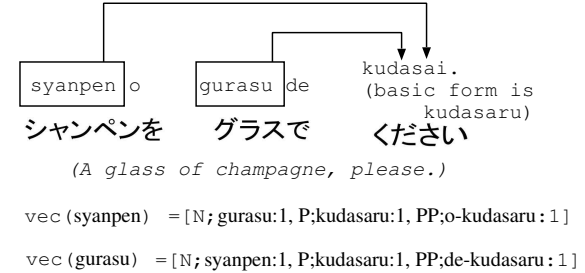 syanpen o gurasu de kudasai.
(basic form is
kudasaru)
シャンペンを グラスで ください
(A glass of champagne, please.)
vec(syanpen) =[N;gurasu:1, P;kudasaru:1, PP;o-kudasaru:1]
vec(gurasu) =[N;syanpen:1, P;kudasaru:1, PP;de-kudasaru:1]